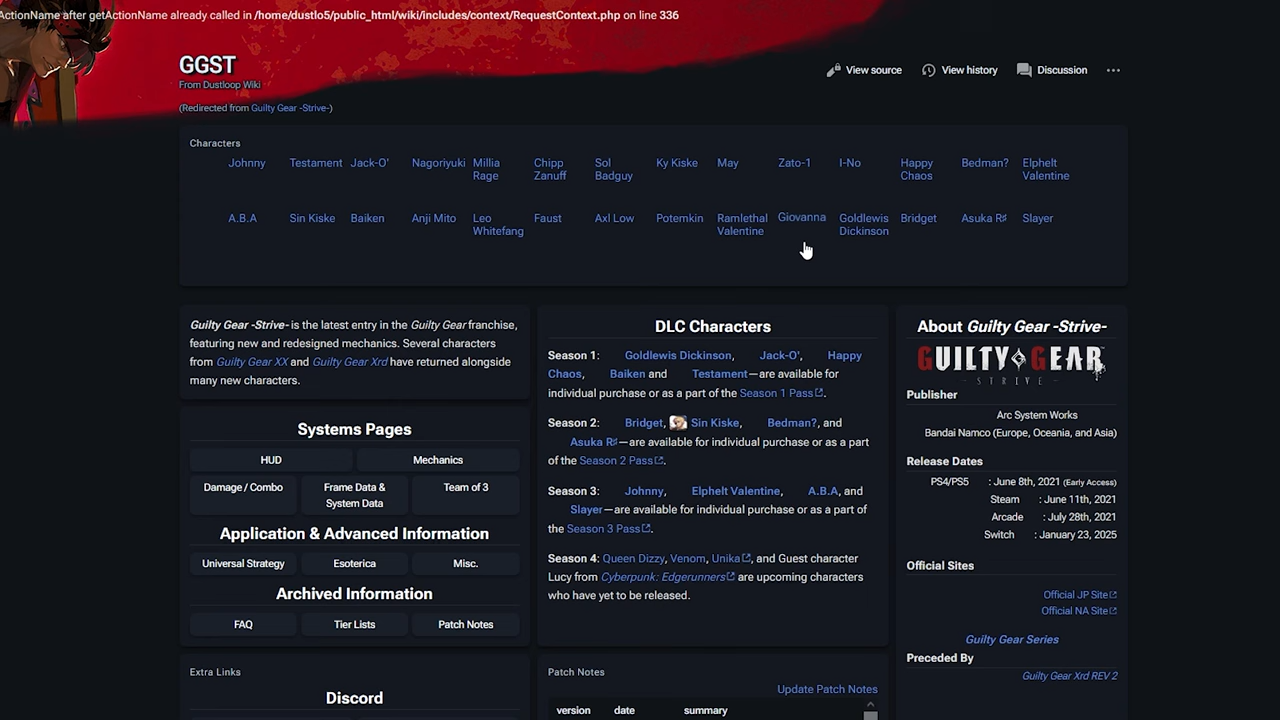 ActionName after getActionName already called in /home/dustlo5/public_html/wiki/includes/context/RequestContext.php on line 336
GGST
From Dustloop Wiki
(Redirected from Guilty Gear -Strive-)
View source
View history
Discussion
Characters
Johnny Testament Jack-O' Nagoriyuki Millia Rage Chipp Zanuff Sol Badguy Ky Kiske May Zato-1 I-No Happy Chaos Bedman? Elphelt Valentine
A.B.A Sin Kiske Baiken Anji Mito Leo Whitefang Faust Axl Low Potemkin Ramlethal Valentine Giovanna Goldlewis Dickinson Bridget Asuka R♯ Slayer
Guilty Gear -Strive- is the latest entry in the Guilty Gear franchise,
featuring new and redesigned mechanics. Several characters
from Guilty Gear XX and Guilty Gear Xrd have returned alongside
many new characters.
Systems Pages
HUD Mechanics
Damage / Combo Frame Data & System Data Team of 3
Application & Advanced Information
Universal Strategy Esoterica Misc.
Archived Information
FAQ Tier Lists Patch Notes
Extra Links
Discord
DLC Characters
Season 1: Goldlewis Dickinson, Jack-O', Happy
Chaos, Baiken and Testament—are available for
individual purchase or as a part of the Season 1 Pass.
Season 2: Bridget, Sin Kiske, Bedman?, and
Asuka R♯—are available for individual purchase or as a part
of the Season 2 Pass.
Season 3: Johnny, Elphelt Valentine, A.B.A, and
Slayer—are available for individual purchase or as a part of
the Season 3 Pass.
Season 4: Queen Dizzy, Venom, Unika, and Guest character
Lucy from Cyberpunk: Edgerunners are upcoming characters
who have yet to be released.
Patch Notes
Update Patch Notes
version date summary
About Guilty Gear -Strive-
GUILTY GEAR
- STRIVE -
Publisher
Arc System Works
Bandai Namco (Europe, Oceania, and Asia)
Release Dates
PS4/PS5 : June 8th, 2021 (Early Access)
Steam : June 11th, 2021
Arcade : July 28th, 2021
Switch : January 23, 2025
Official Sites
Official JP Site
Official NA Site
Guilty Gear Series
Preceded By
Guilty Gear Xrd REV 2